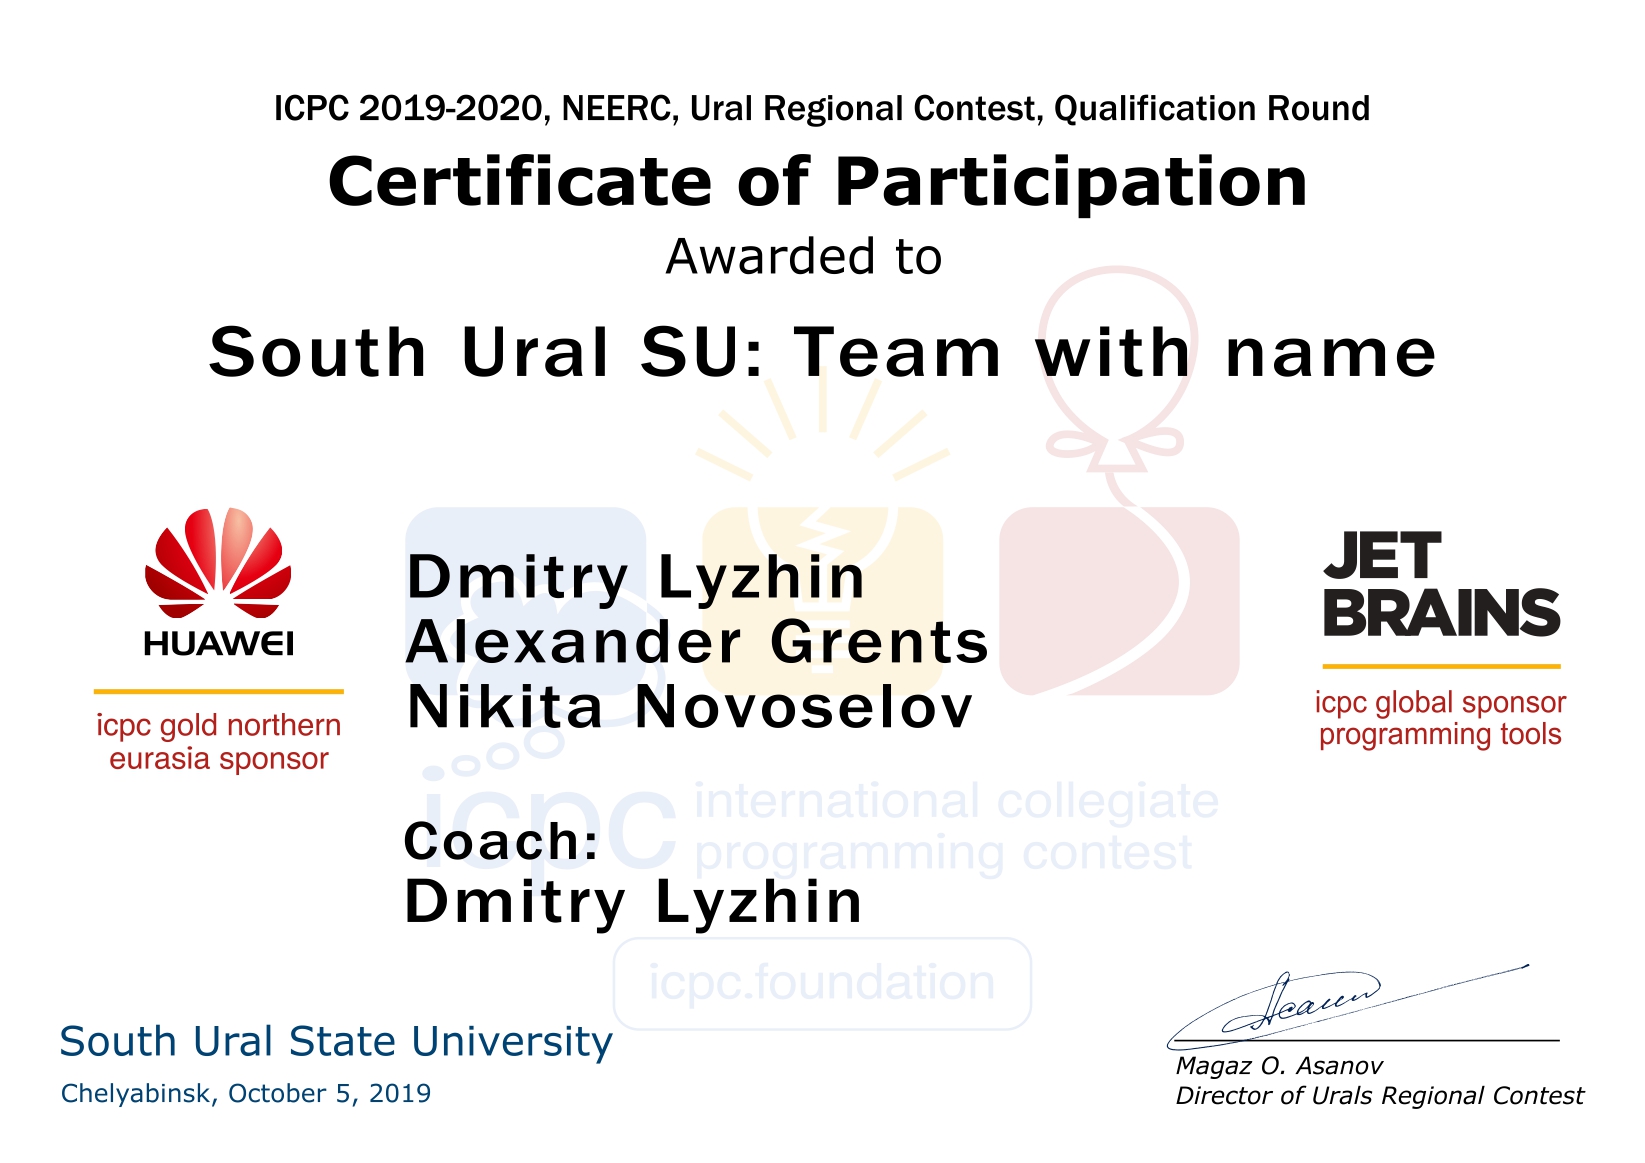 ICPC 2019-2020, NEERC, Ural Regional Contest, Qualification Round
Certificate of Participation
Awarded to
South Ural SU: Team with name
HUAWEI
icpc gold northern
eurasia sponsor
Dmitry Lyzhin
Alexander Grents
Nikita Novoselov
JET
BRAINS
icpc global sponsor
programming tools
icpc international collegiate
programming contest
Coach:
Dmitry Lyzhin
icpc.foundation
South Ural State University
Chelyabinsk, October 5, 2019
Magaz O. Asanov
Director of Urals Regional Contest